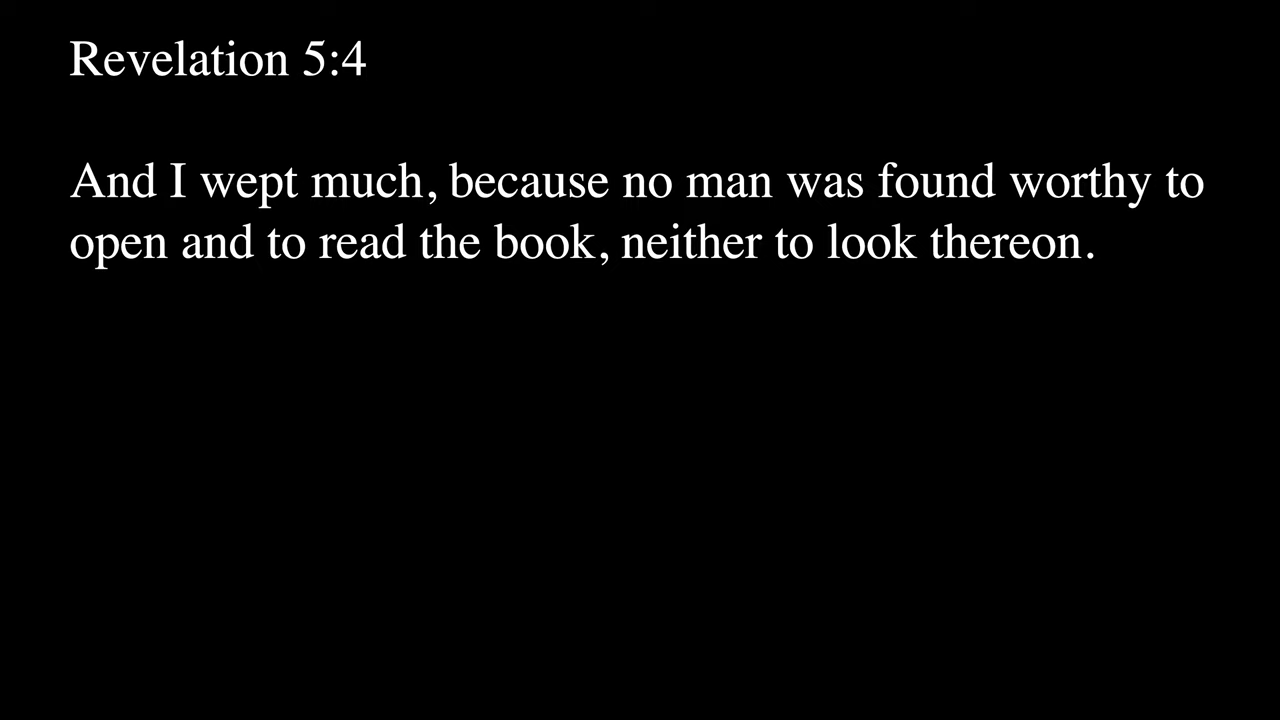 Revelation 5:4
And I wept much, because no man was found worthy to
open and to read the book, neither to look thereon.